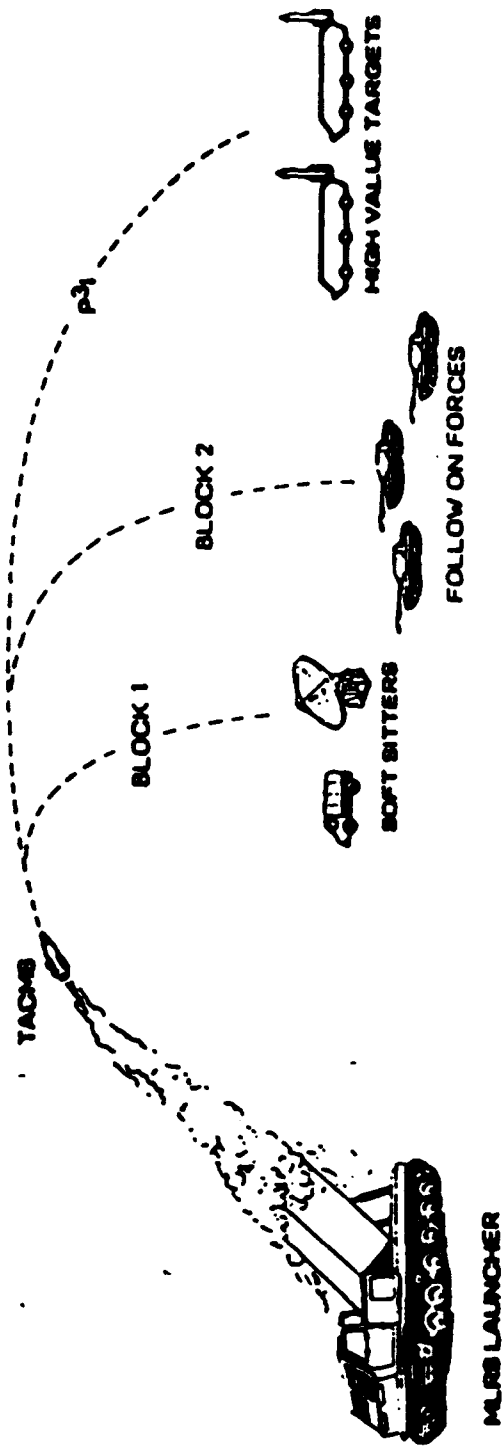 TACMS
P³I
BLOCK 1
BLOCK 2
SOFT SITTERS
FOLLOW ON FORCES
HIGH VALUE TARGETS
MLRS LAUNCHER